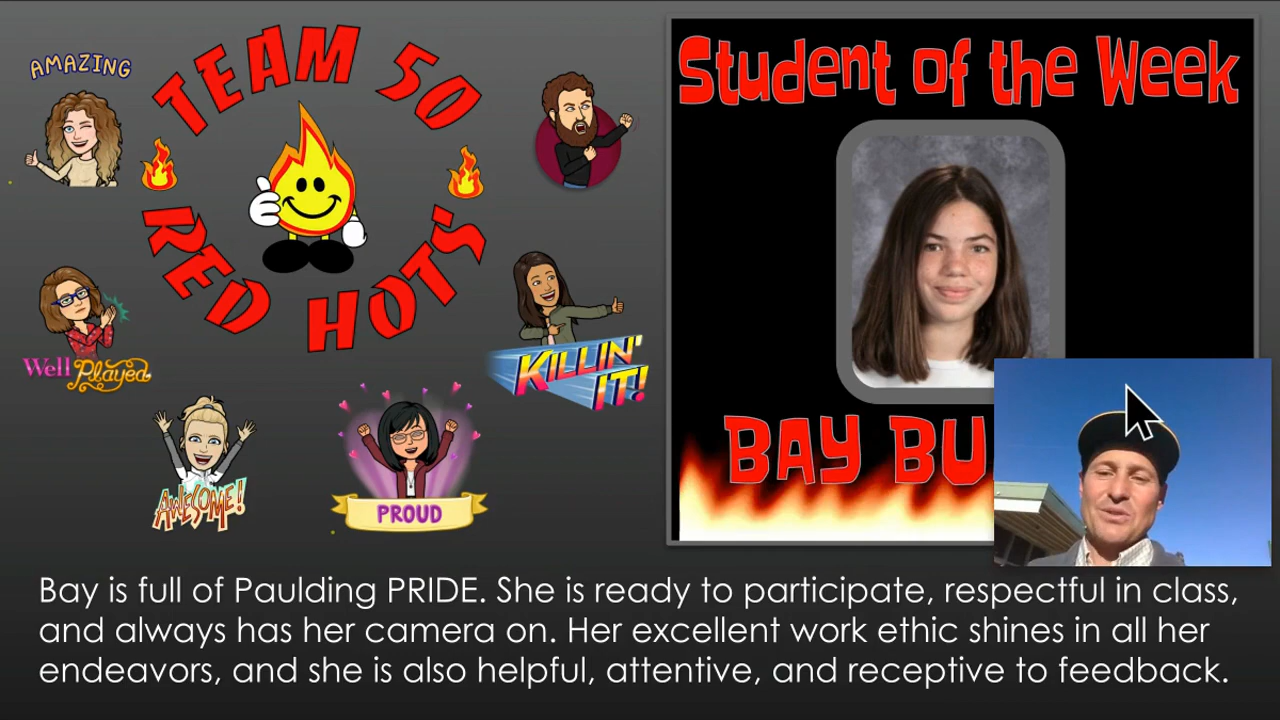 AMAZING
TEAM 50
RED HOTS
Well Played
KILLIN'
IT!
AWESOME!
PROUD
Student of the Week
BAY
Bay is full of Paulding PRIDE. She is ready to participate, respectful in class,
and always has her camera on. Her excellent work ethic shines in all her
endeavors, and she is also helpful, attentive, and receptive to feedback.